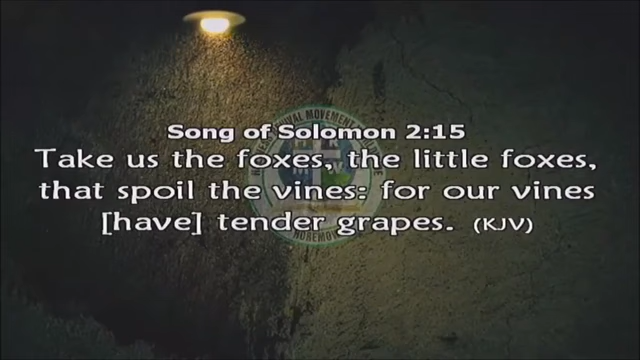 Song of Solomon 2:15
Take us the foxes, the little foxes,
that spoil the vines: for our vines
[have] tender grapes. (KJV)